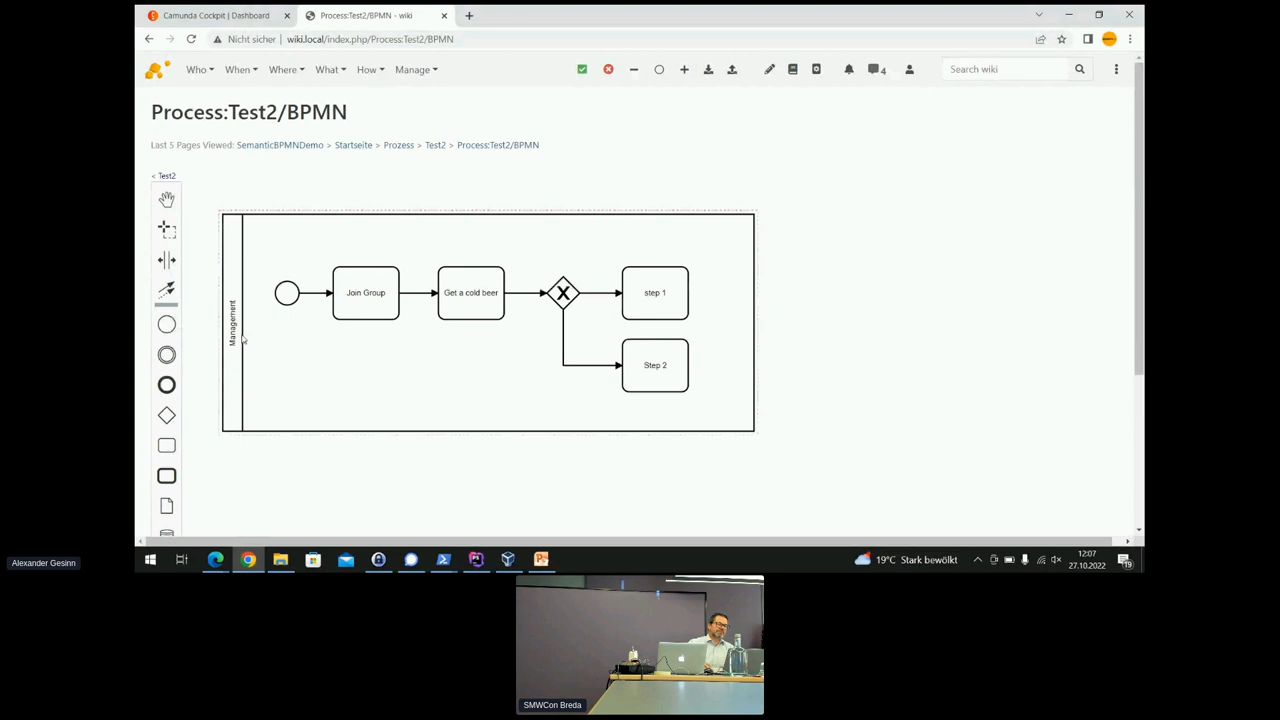 Camunda Cockpit | Dashboard
Process:Test2/BPMN - wiki
Nicht sicher
wiki.local/index.php/Process:Test2/BPMN
Who When Where What How Manage
4
Search wiki
Process:Test2/BPMN
Last 5 Pages Viewed: SemanticBPMNDemo > Startseite > Prozess > Test2 > Process:Test2/BPMN
< Test2
Management
Join Group
Get a cold beer
X
step 1
Step 2
Alexander Gesinn
19°C Stark bewölkt
12:07
27.10.2022
19
SMWCon Breda